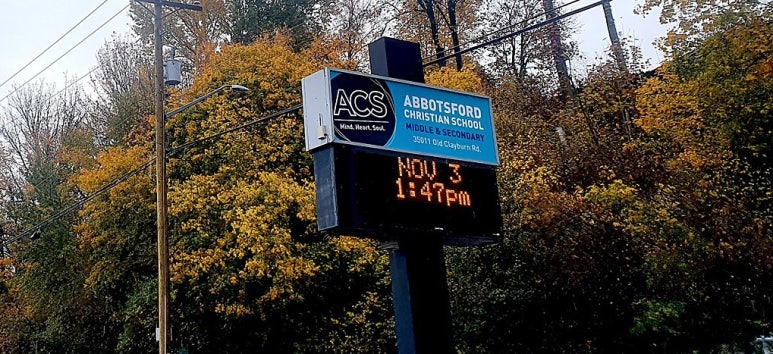 ACS
Mind. Heart. Soul.
ABBOTSFORD
CHRISTIAN SCHOOL
MIDDLE & SECONDARY
35011 Old Clayburn Rd.
NOV 3
1:47pm